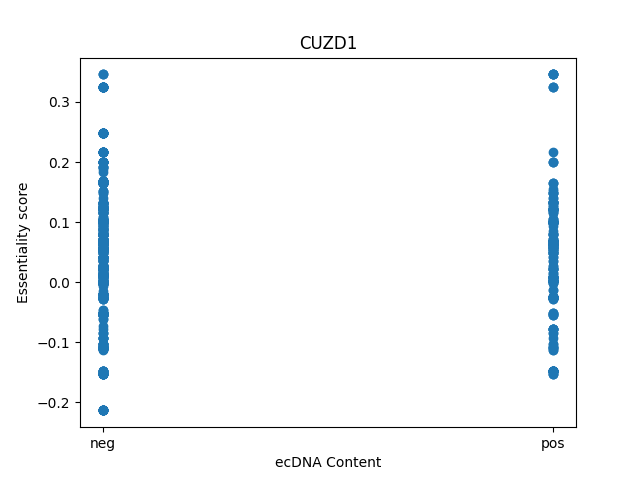 CUZD1
Essentiality score
0.3
0.2
0.1
0.0
−0.1
−0.2
neg
pos
ecDNA Content